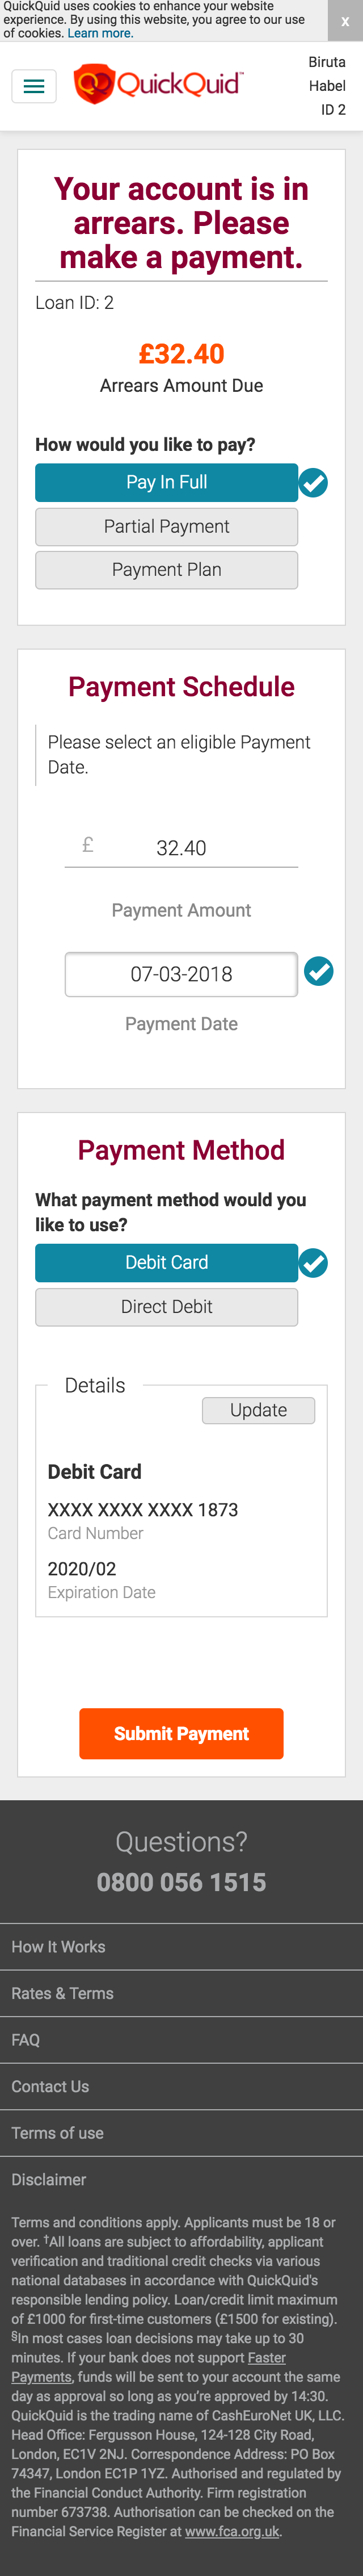 QuickQuid uses cookies to enhance your website
experience. By using this website, you agree to our use
of cookies. Learn more.
x
QuickQuid™
Biruta
Habel
ID 2
Your account is in
arrears. Please
make a payment.
Loan ID: 2
£32.40
Arrears Amount Due
How would you like to pay?
Pay In Full
Partial Payment
Payment Plan
Payment Schedule
Please select an eligible Payment
Date.
£ 32.40
Payment Amount
07-03-2018
Payment Date
Payment Method
What payment method would you
like to use?
Debit Card
Direct Debit
Details
Update
Debit Card
XXXX XXXX XXXX 1873
Card Number
2020/02
Expiration Date
Submit Payment
Questions?
0800 056 1515
How It Works
Rates & Terms
FAQ
Contact Us
Terms of use
Disclaimer
Terms and conditions apply. Applicants must be 18 or
over. †All loans are subject to affordability, applicant
verification and traditional credit checks via various
national databases in accordance with QuickQuid's
responsible lending policy. Loan/credit limit maximum
of £1000 for first-time customers (£1500 for existing).
§In most cases loan decisions may take up to 30
minutes. If your bank does not support Faster
Payments, funds will be sent to your account the same
day as approval so long as you're approved by 14:30.
QuickQuid is the trading name of CashEuroNet UK, LLC.
Head Office: Fergusson House, 124-128 City Road,
London, EC1V 2NJ. Correspondence Address: PO Box
74347, London EC1P 1YZ. Authorised and regulated by
the Financial Conduct Authority. Firm registration
number 673738. Authorisation can be checked on the
Financial Service Register at www.fca.org.uk.